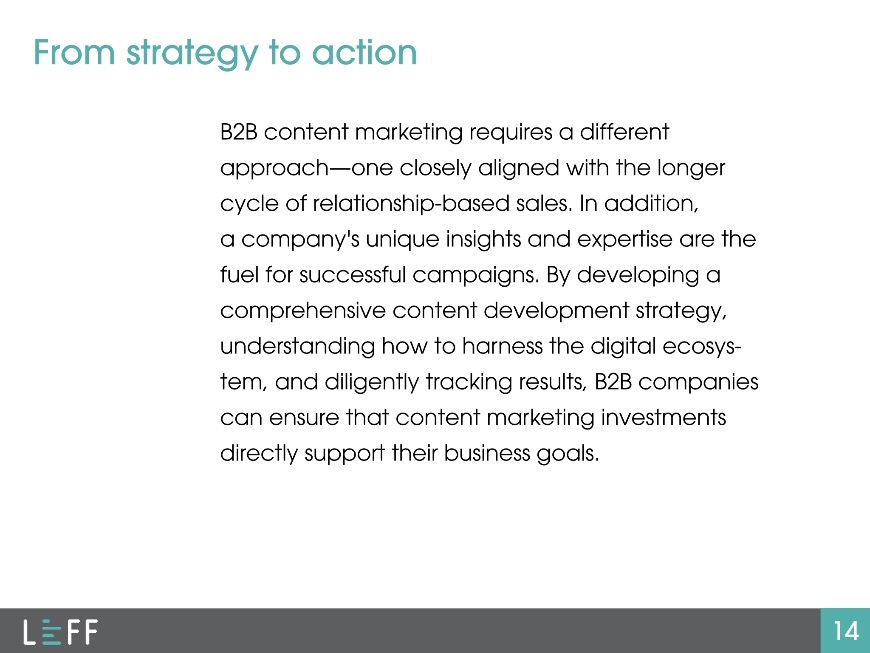 From strategy to action
B2B content marketing requires a different
approach—one closely aligned with the longer
cycle of relationship-based sales. In addition,
a company's unique insights and expertise are the
fuel for successful campaigns. By developing a
comprehensive content development strategy,
understanding how to harness the digital ecosys-
tem, and diligently tracking results, B2B companies
can ensure that content marketing investments
directly support their business goals.
LEFF
14